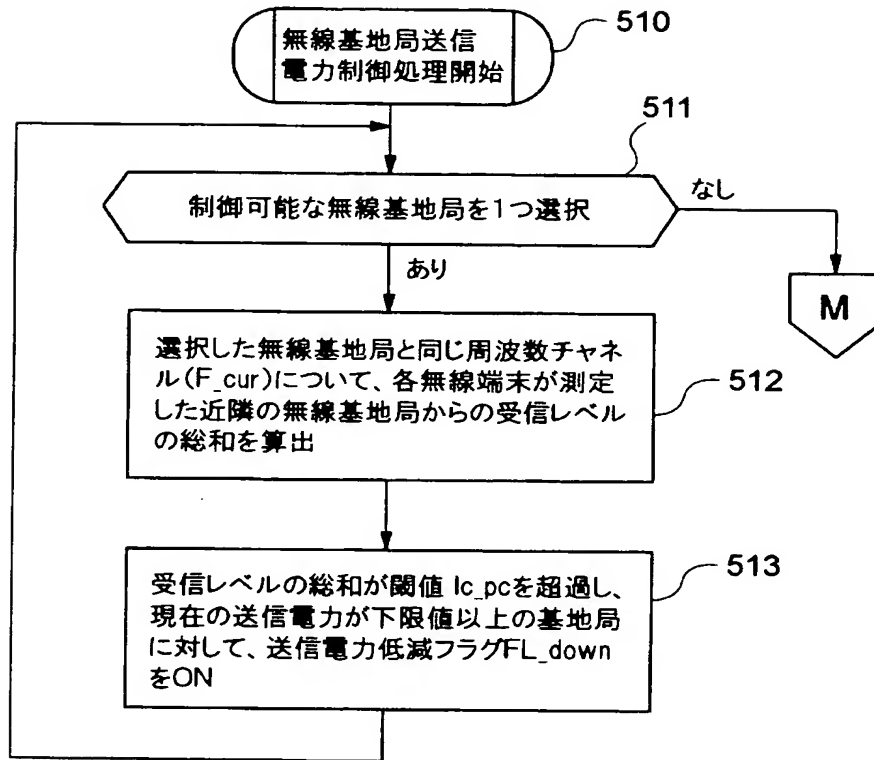 無線基地局送信
電力制御処理開始
510
511
制御可能な無線基地局を1つ選択
なし
あり
M
選択した無線基地局と同じ周波数チャネ
ル(F_cur)について、各無線端末が測定
した近隣の無線基地局からの受信レベル
の総和を算出
512
受信レベルの総和が閾値 Ic_pcを超過し、
現在の送信電力が下限値以上の基地局
に対して、送信電力低減フラグFL_down
をON
513